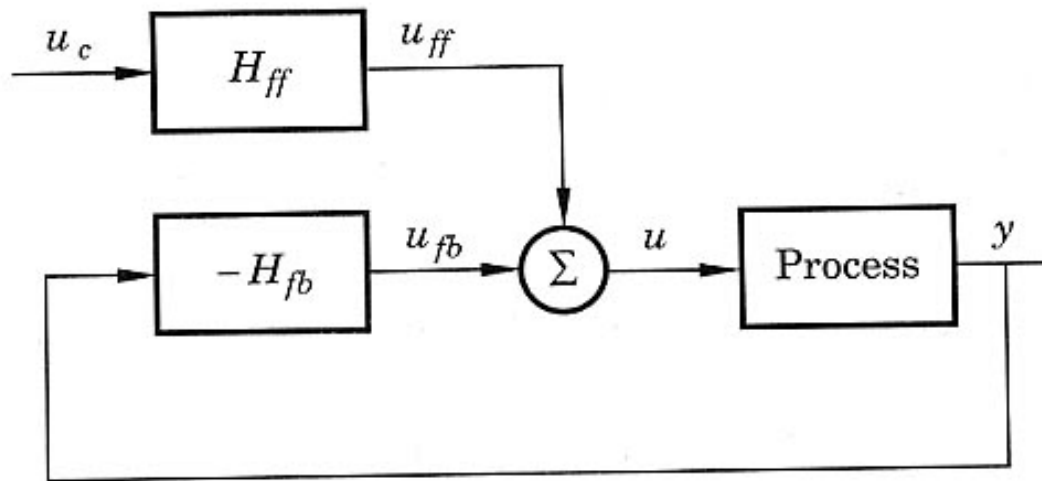 u_c
H_ff
u_ff
-H_fb
u_fb
Σ
u
Process
y